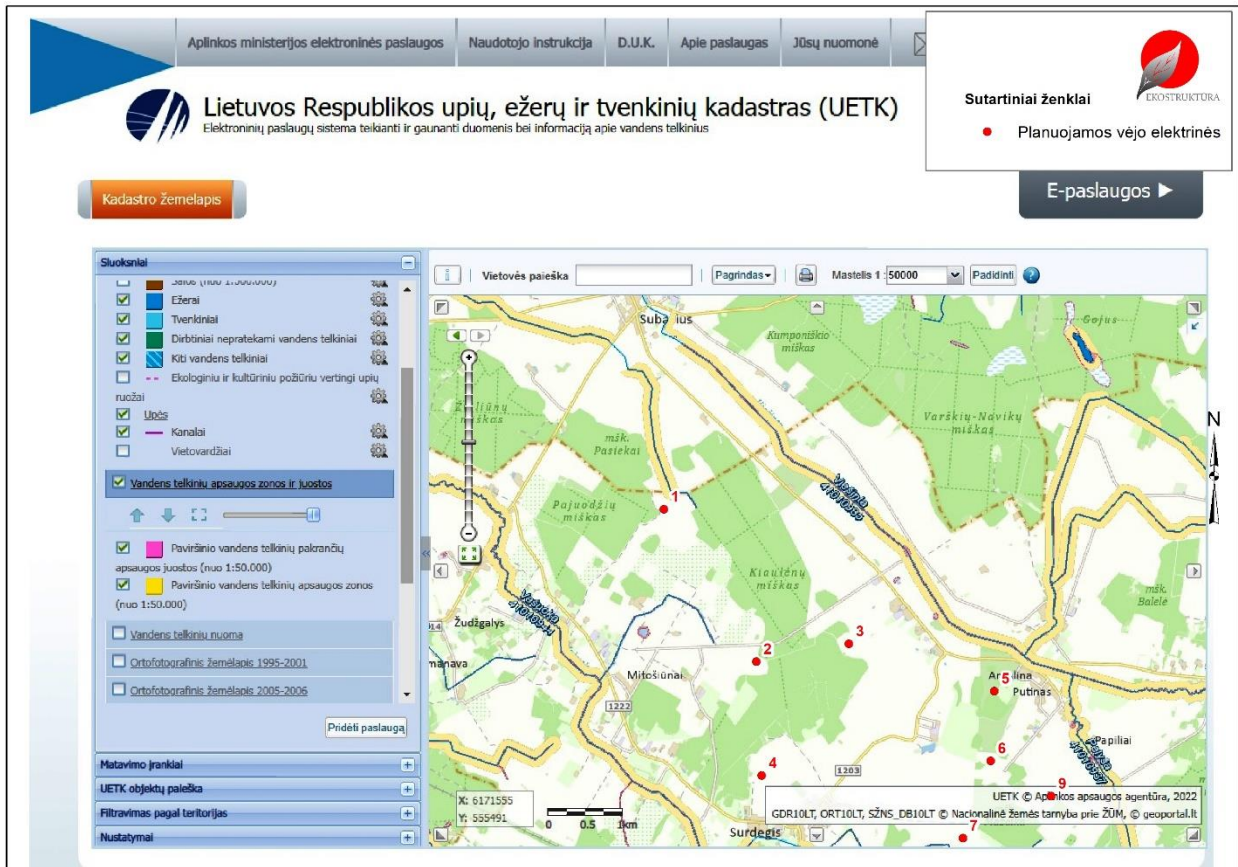 Aplinkos ministerijos elektroninės paslaugos
Naudotojo instrukcija
D.U.K.
Apie paslaugas
Jūsų nuomonė
EKOSTRUKTŪRA
Sutartiniai ženklai
Planuojamos vėjo elektrinės
Lietuvos Respublikos upių, ežerų ir tvenkinių kadastras (UETK)
Elektroninių paslaugų sistema teikianti ir gaunanti duomenis bei informaciją apie vandens telkinius
Kadastro žemėlapis
E-paslaugos
Sluoksniai
Salos (nuo 1:500.000)
Ežerai
Tvenkiniai
Dirbtiniai nepratekami vandens telkiniai
Kiti vandens telkiniai
Ekologiniu ir kultūriniu požiūriu vertingi upių
ruožai
Upės
Kanalai
Vietovardžiai
Vandens telkinių apsaugos zonos ir juostos
Paviršinio vandens telkinių pakrančių
apsaugos juostos (nuo 1:50.000)
Paviršinio vandens telkinių apsaugos zonos
(nuo 1:50.000)
Vandens telkinių nuoma
Ortofotografinis žemėlapis 1995-2001
Ortofotografinis žemėlapis 2005-2006
Pridėti paslaugą
Matavimo įrankiai
UETK objektų paieška
Filtravimas pagal teritorijas
Nustatymai
i
Vietovės paieška
Pagrindas
Mastelis 1 : 50000
Padidinti
?
Kumponiškio
miškas
Gojus
Varškių-Navikų
miškas
N
mšk.
Pasiekai
1
Pajuodžių
miškas
Viešinta
Kiaulėnų
miškas
mšk.
Balelė
Žudžgalys
2
3
Mitošiūnai
5
Putinas
1222
6
Papiliai
4
1203
9
X: 6171555
Y: 555491
0 0.5 1km
Surdegis
7
UETK © Aplinkos apsaugos agentūra, 2022
GDR10LT, ORT10LT, SŽNS_DB10LT © Nacionalinė žemės tarnyba prie ŽŪM, © geoportal.lt